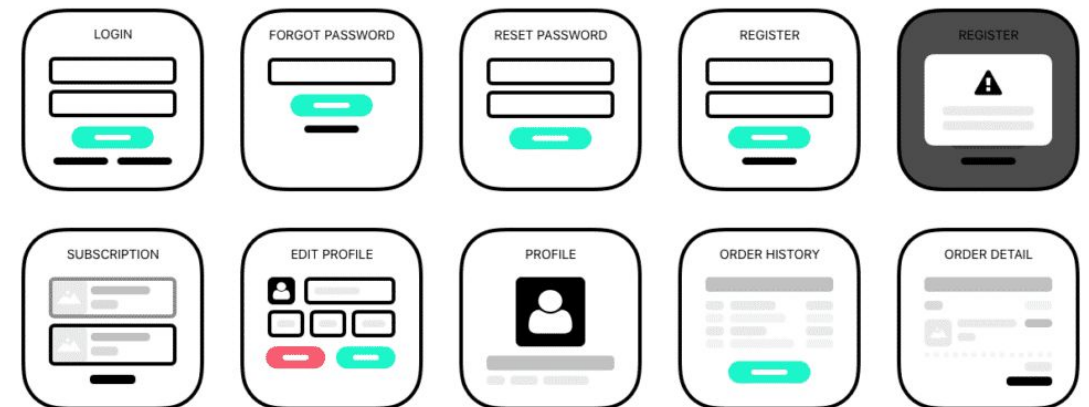 LOGIN
FORGOT PASSWORD
RESET PASSWORD
REGISTER
REGISTER
SUBSCRIPTION
EDIT PROFILE
PROFILE
ORDER HISTORY
ORDER DETAIL